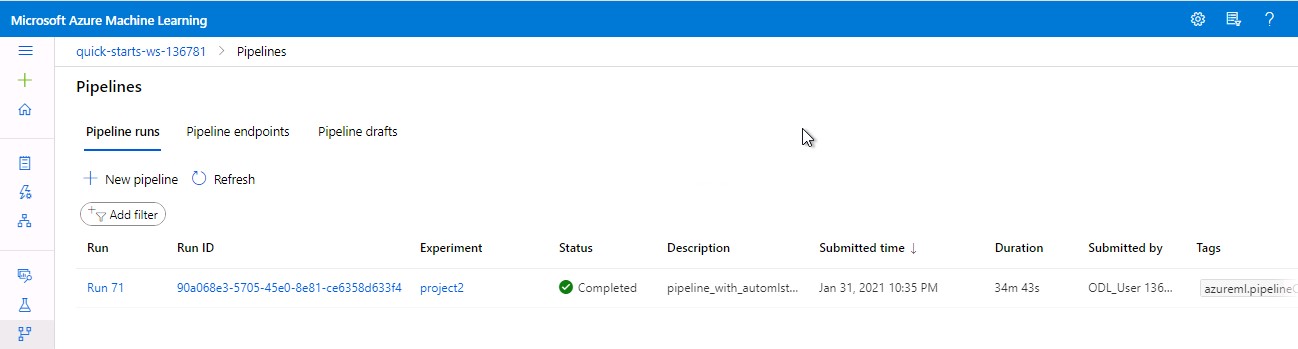 Microsoft Azure Machine Learning
quick-starts-ws-136781 > Pipelines
Pipelines
Pipeline runs Pipeline endpoints Pipeline drafts
New pipeline Refresh
Add filter
Run Run ID Experiment Status Description Submitted time ↓ Duration Submitted by Tags
Run 71 90a068e3-5705-45e0-8e81-ce6358d633f4 project2 Completed pipeline_with_automlst... Jan 31, 2021 10:35 PM 34m 43s ODL_User 136... azureml.pipelineC